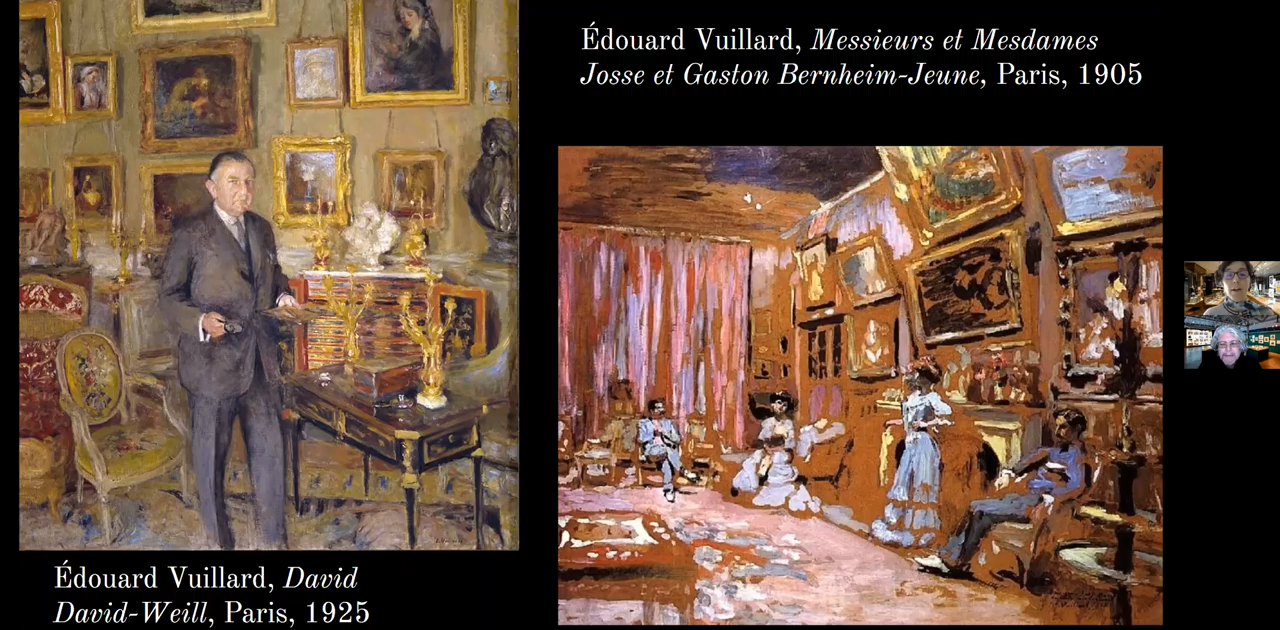 Édouard Vuillard, Messieurs et Mesdames
Josse et Gaston Bernheim-Jeune, Paris, 1905
Édouard Vuillard, David
David-Weill, Paris, 1925